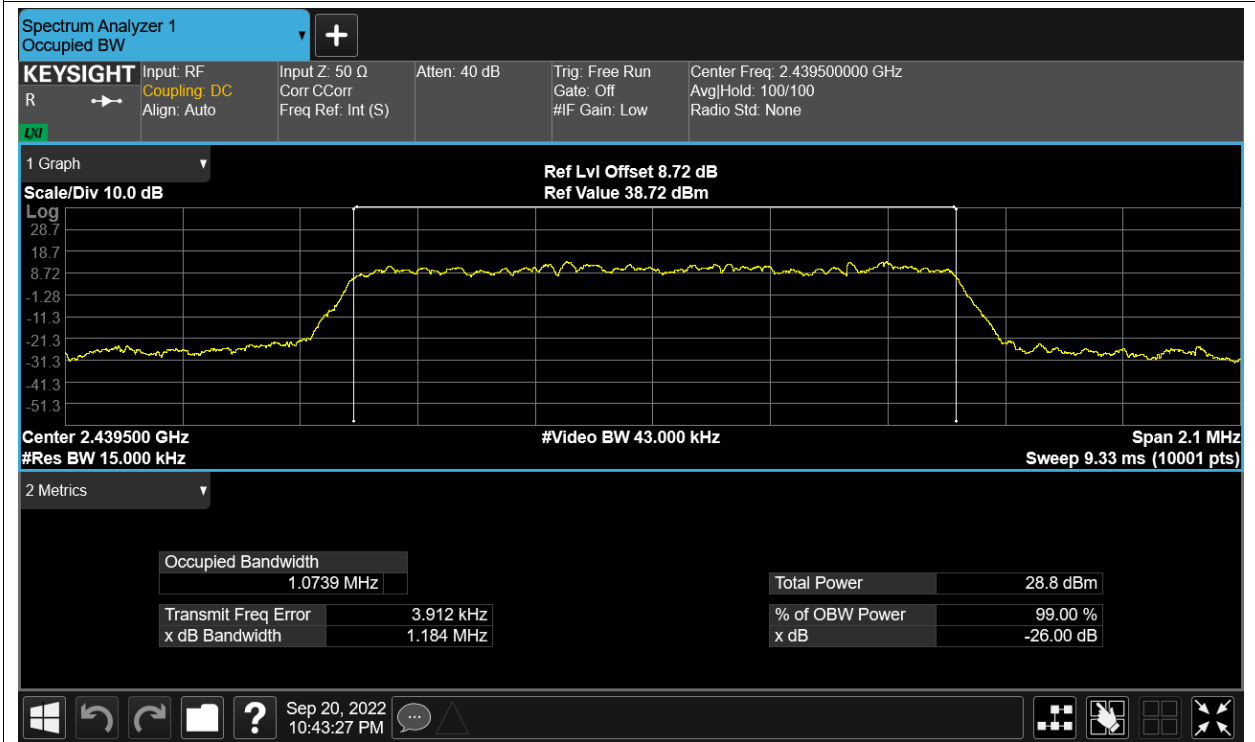 Spectrum Analyzer 1
Occupied BW
KEYSIGHT
R
LXI
Input: RF
Coupling: DC
Align: Auto
Input Z: 50 Ω
Corr CCorr
Freq Ref: Int (S)
Atten: 40 dB
Trig: Free Run
Gate: Off
#IF Gain: Low
Center Freq: 2.439500000 GHz
Avg|Hold: 100/100
Radio Std: None
1 Graph
Scale/Div 10.0 dB
Ref Lvl Offset 8.72 dB
Ref Value 38.72 dBm
Log
28.7
18.7
8.72
-1.28
-11.3
-21.3
-31.3
-41.3
-51.3
Center 2.439500 GHz
#Video BW 43.000 kHz
Span 2.1 MHz
#Res BW 15.000 kHz
Sweep 9.33 ms (10001 pts)
2 Metrics
Occupied Bandwidth
1.0739 MHz
Total Power 28.8 dBm
Transmit Freq Error 3.912 kHz
% of OBW Power 99.00 %
x dB Bandwidth 1.184 MHz
x dB -26.00 dB
?
Sep 20, 2022
10:43:27 PM